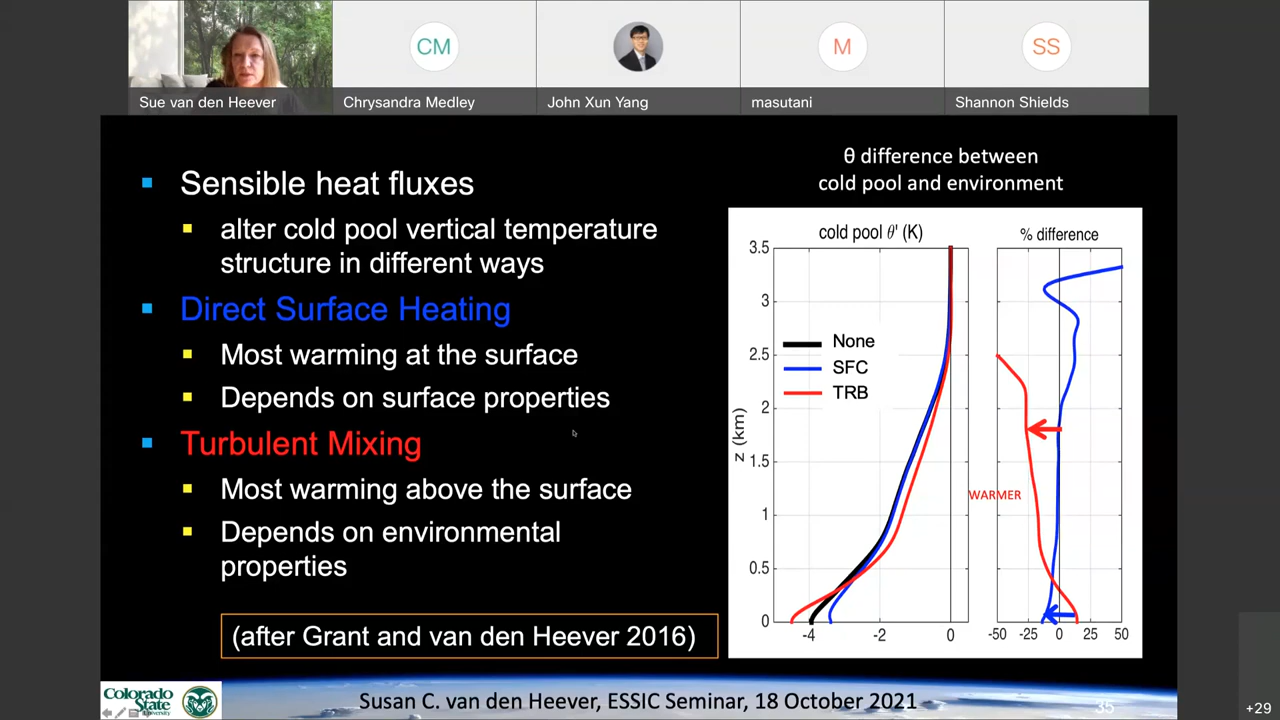 CM
M
SS
Sue van den Heever
Chrysandra Medley
John Xun Yang
masutani
Shannon Shields
Sensible heat fluxes
alter cold pool vertical temperature
structure in different ways
Direct Surface Heating
Most warming at the surface
Depends on surface properties
Turbulent Mixing
Most warming above the surface
Depends on environmental
properties
(after Grant and van den Heever 2016)
θ difference between
cold pool and environment
cold pool θ' (K)
% difference
3.5
3
2.5
2
1.5
1
0.5
0
z (km)
None
SFC
TRB
WARMER
-4
-2
0
-50
-25
0
25
50
Colorado
State
University
Susan C. van den Heever, ESSIC Seminar, 18 October 2021
35
+29